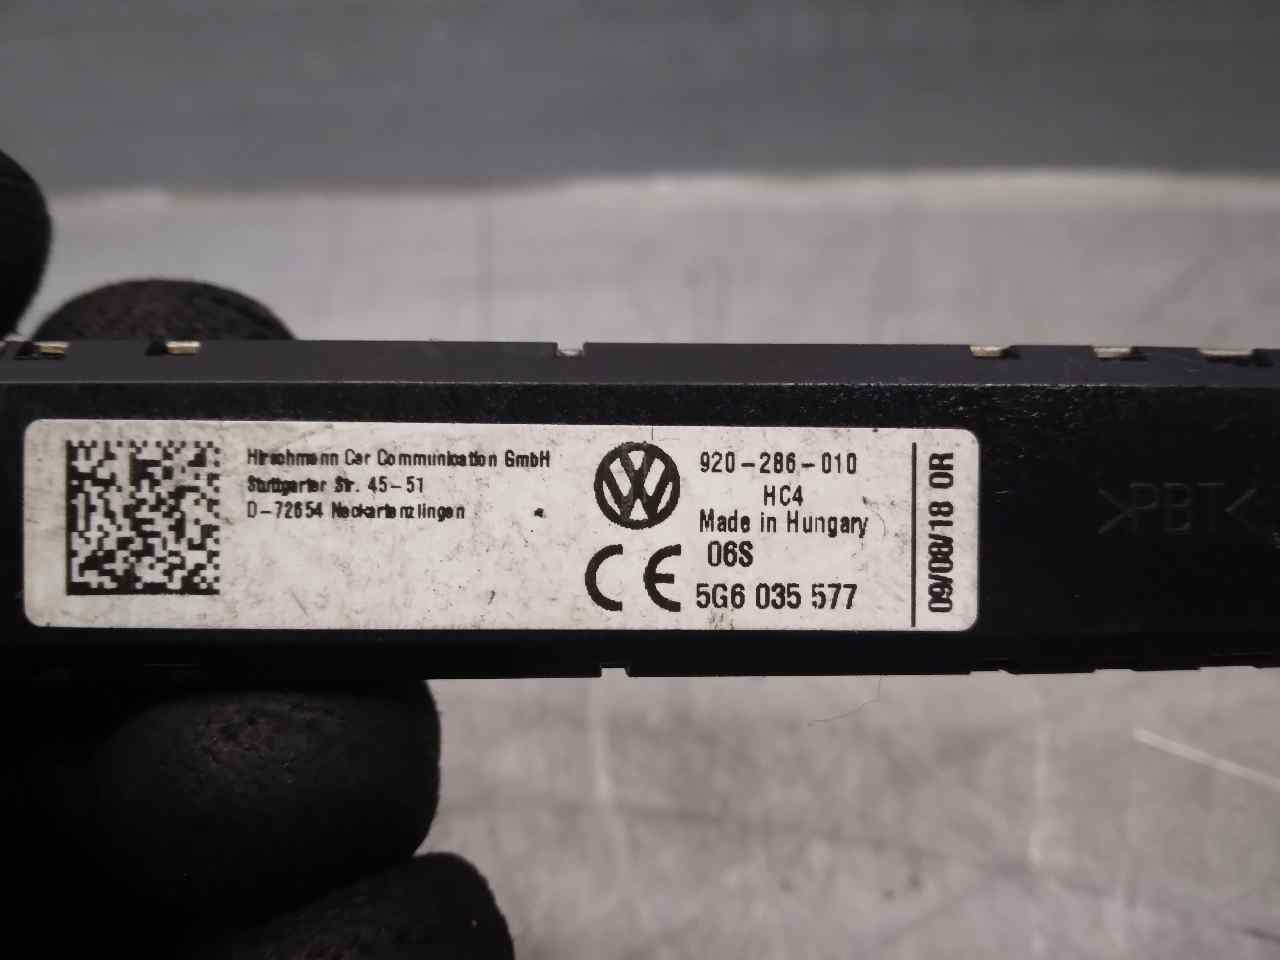 Hirschmann Car Communication GmbH
Stuttgarter Str. 45-51
D-72654 Neckartenzlingen
920-286-010
HC4
Made in Hungary
06S
CE
5G6 035 577
09/08/18 0R
>PBT<